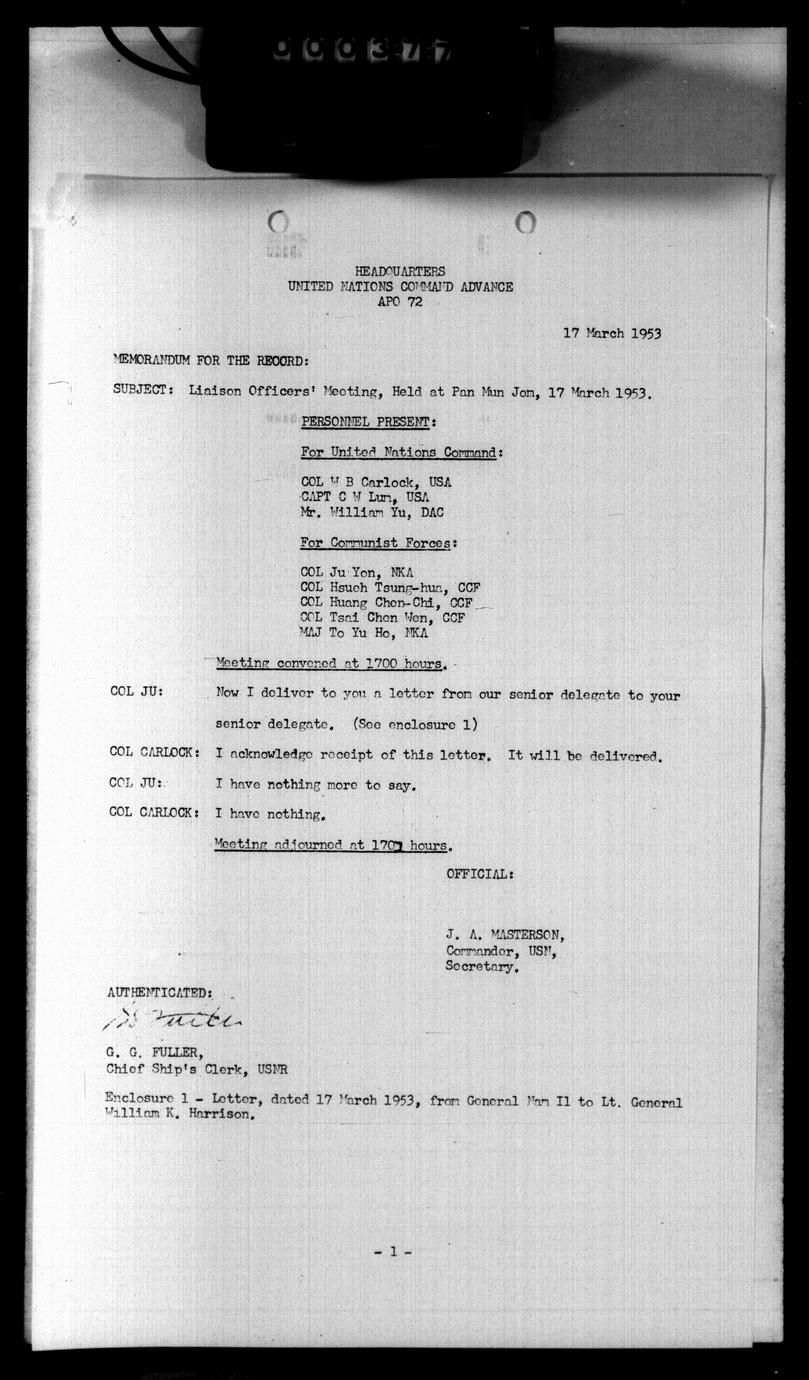 000377
HEADQUARTERS
UNITED NATIONS COMMAND ADVANCE
APO 72
17 March 1953
MEMORANDUM FOR THE RECORD:
SUBJECT: Liaison Officers' Meeting, Held at Pan Mun Jom, 17 March 1953.
PERSONNEL PRESENT:
For United Nations Command:
COL W B Carlock, USA
CAPT C W Lum, USA
Mr. William Yu, DAC
For Communist Forces:
COL Ju Yon, NKA
COL Hsueh Tsung-hua, CCF
COL Huang Chen-Chi, CCF
COL Tsai Chen Wen, CCF
MAJ To Yu Ho, NKA
Meeting convened at 1700 hours.
COL JU: Now I deliver to you a letter from our senior delegate to your
senior delegate. (See enclosure 1)
COL CARLOCK: I acknowledge receipt of this letter. It will be delivered.
COL JU: I have nothing more to say.
COL CARLOCK: I have nothing.
Meeting adjourned at hours.
OFFICIAL:
J. A. MASTERSON,
Commander, USN,
Secretary.
AUTHENTICATED:
G. G. FULLER,
Chief Ship's Clerk, USNR
Enclosure 1 - Letter, dated 17 March 1953, from General Nam Il to Lt. General
William K. Harrison.
- 1 -